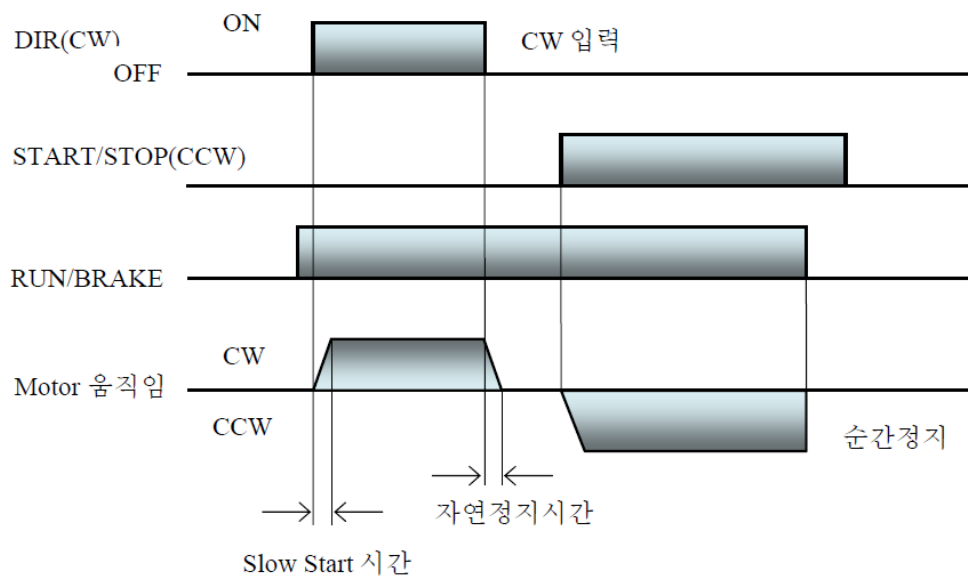 ON
DIR(CW)
CW 입력
OFF
START/STOP(CCW)
RUN/BRAKE
CW
Motor 움직임
CCW
순간정지
자연정지시간
Slow Start 시간